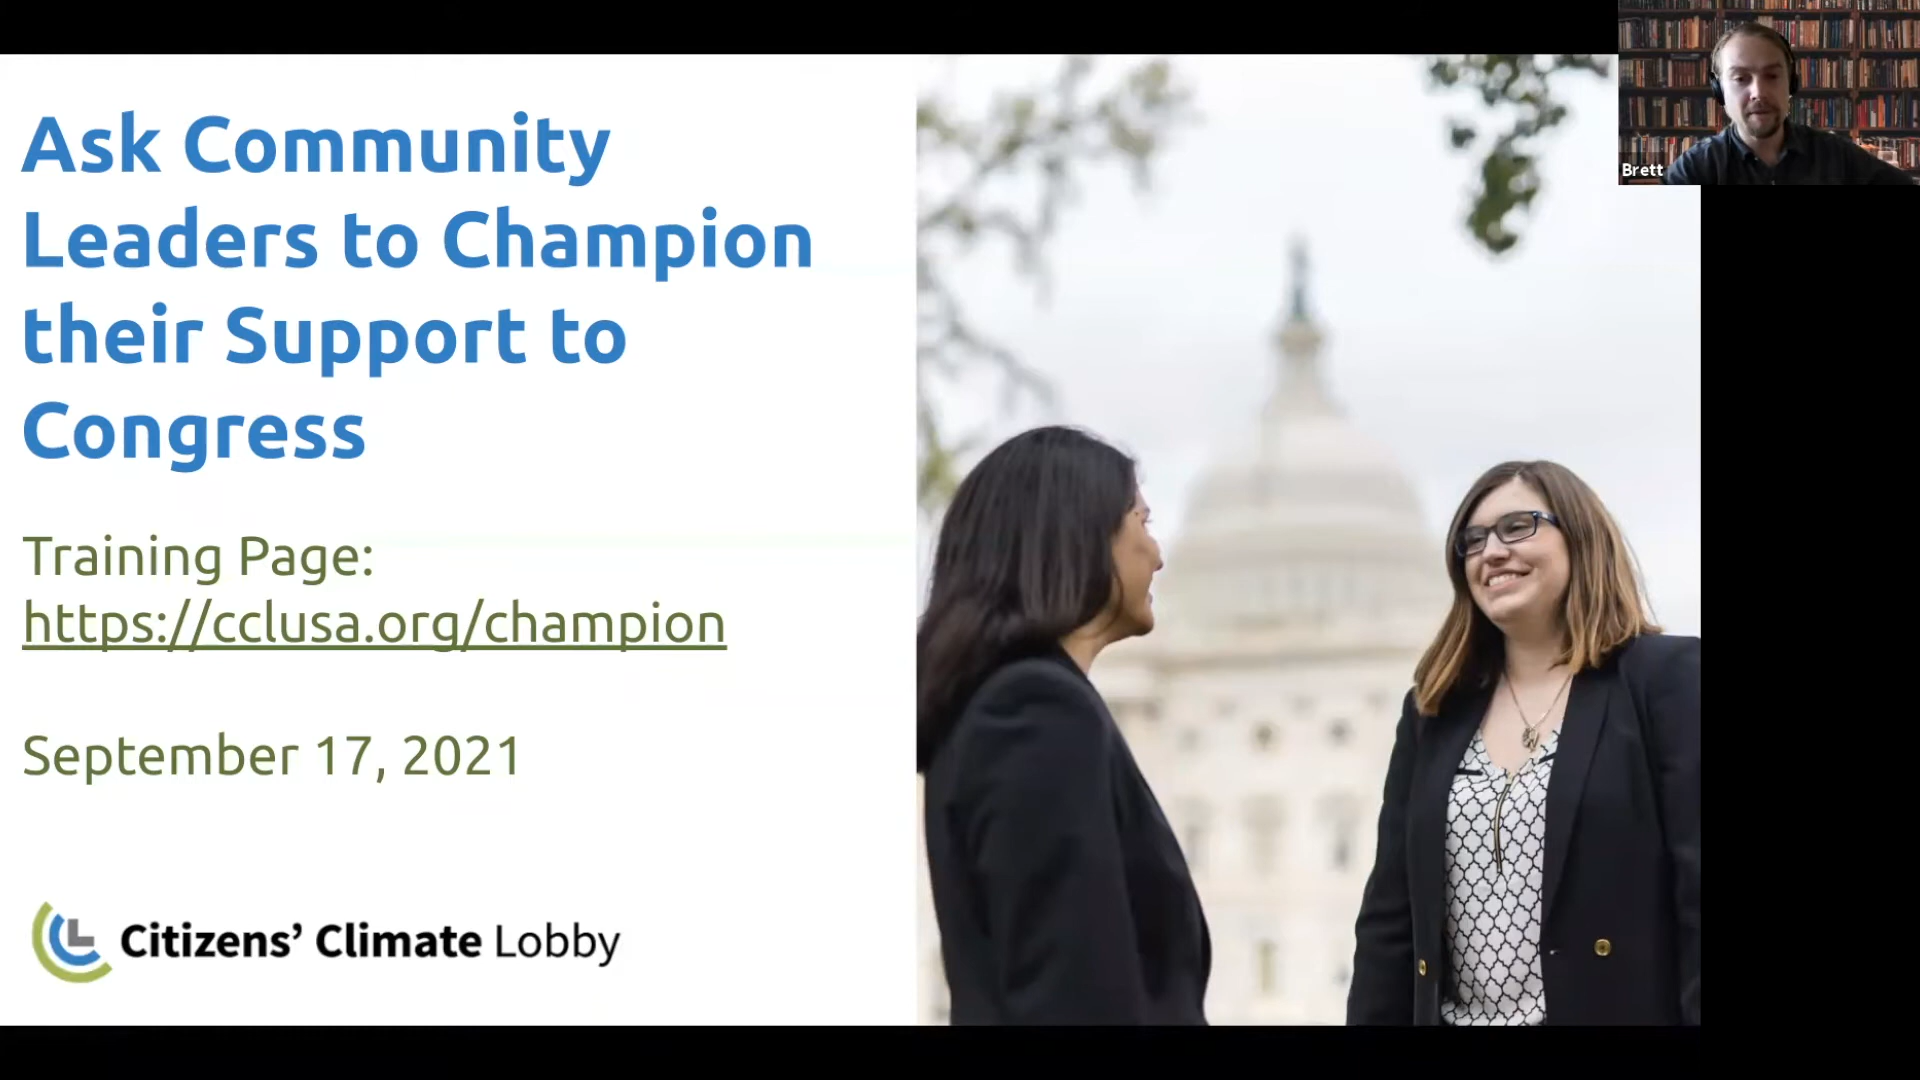 Ask Community
Leaders to Champion
their Support to
Congress
Training Page:
https://cclusa.org/champion
September 17, 2021
Citizens’ Climate Lobby
Brett